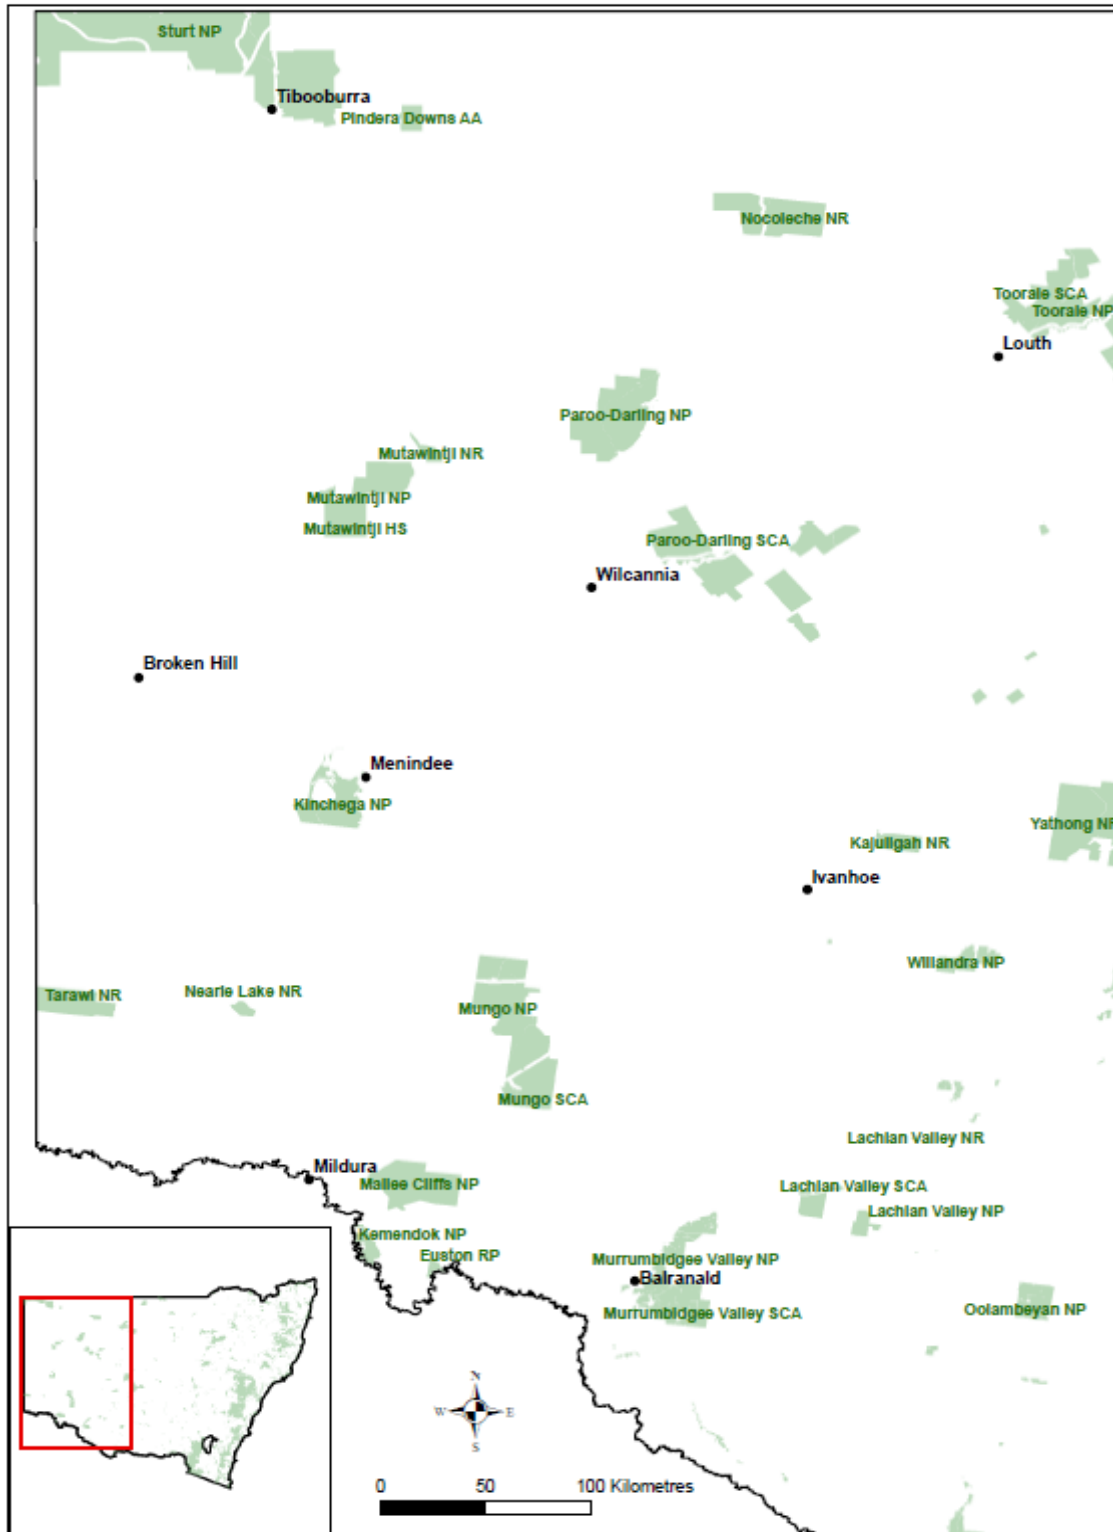 Sturt NP
Tibooburra
Pindera Downs AA
Nocoleche NR
Toorale SCA
Toorale NP
Louth
Paroo-Darling NP
Mutawintji NR
Mutawintji NP
Mutawintji HS
Paroo-Darling SCA
Wilcannia
Broken Hill
Menindee
Kinchega NP
Yathong NR
Kajuligah NR
Ivanhoe
Willandra NP
Tarawi NR
Nearie Lake NR
Mungo NP
Mungo SCA
Lachlan Valley NR
Mildura
Mallee Cliffs NP
Lachlan Valley SCA
Lachlan Valley NP
Kemendok NP
Euston RP
Murrumbidgee Valley NP
Balranald
Murrumbidgee Valley SCA
Oolambeyan NP
N
W E
S
0 50 100 Kilometres